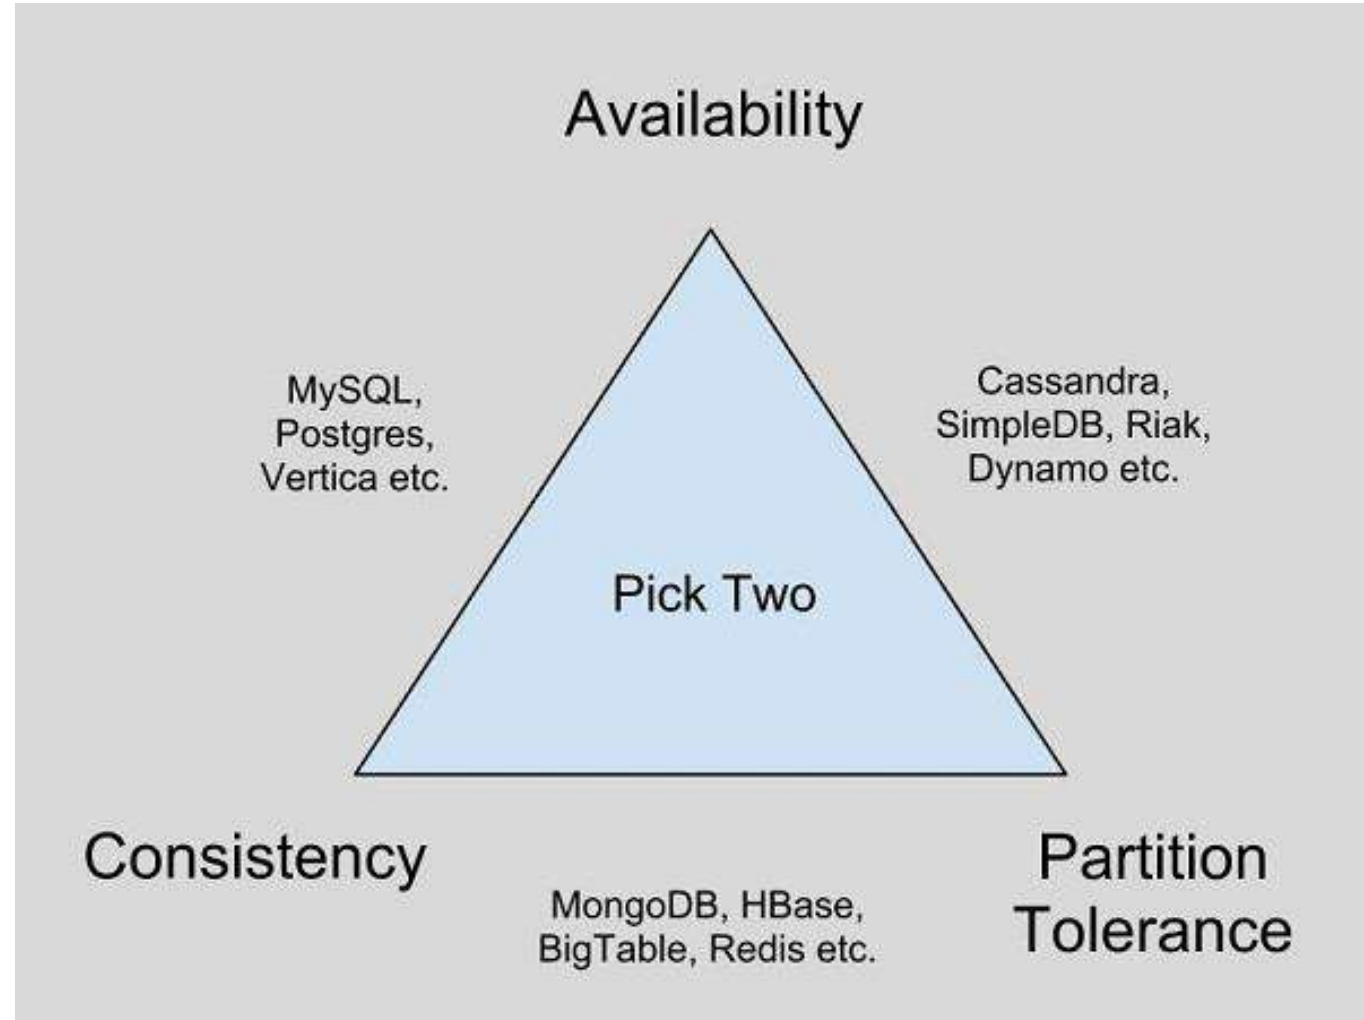 Availability
MySQL,
Postgres,
Vertica etc.
Cassandra,
SimpleDB, Riak,
Dynamo etc.
Pick Two
Consistency
Partition
Tolerance
MongoDB, HBase,
BigTable, Redis etc.